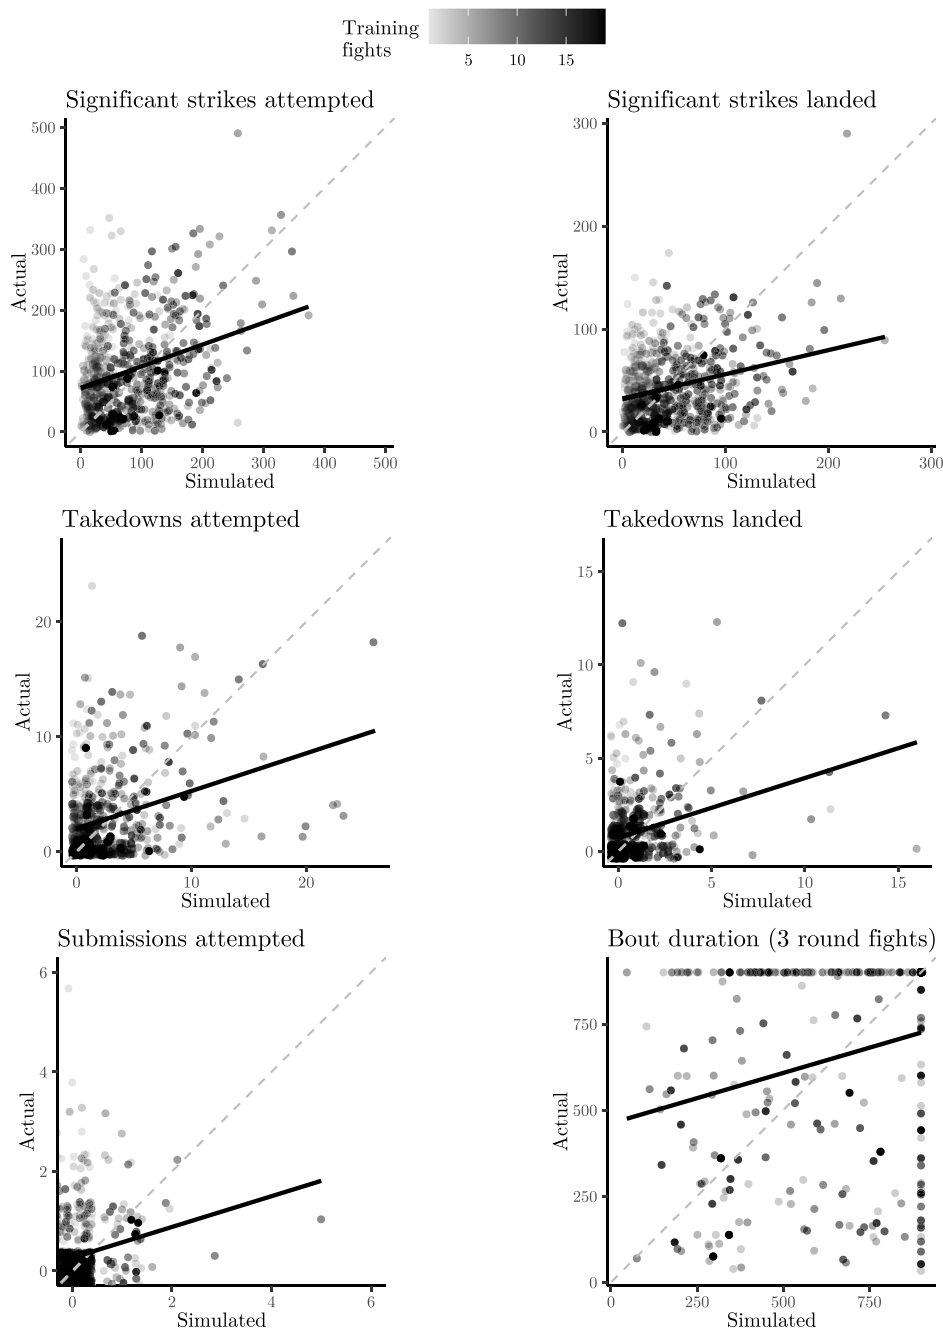 Training
fights
5 10 15
Significant strikes attempted
500
400
300
200
100
0
Actual
0 100 200 300 400 500
Simulated
Significant strikes landed
300
200
100
0
Actual
0 100 200 300
Simulated
Takedowns attempted
20
10
0
Actual
0 10 20
Simulated
Takedowns landed
15
10
5
0
Actual
0 5 10 15
Simulated
Submissions attempted
6
4
2
0
Actual
0 2 4 6
Simulated
Bout duration (3 round fights)
750
500
250
0
Actual
0 250 500 750
Simulated